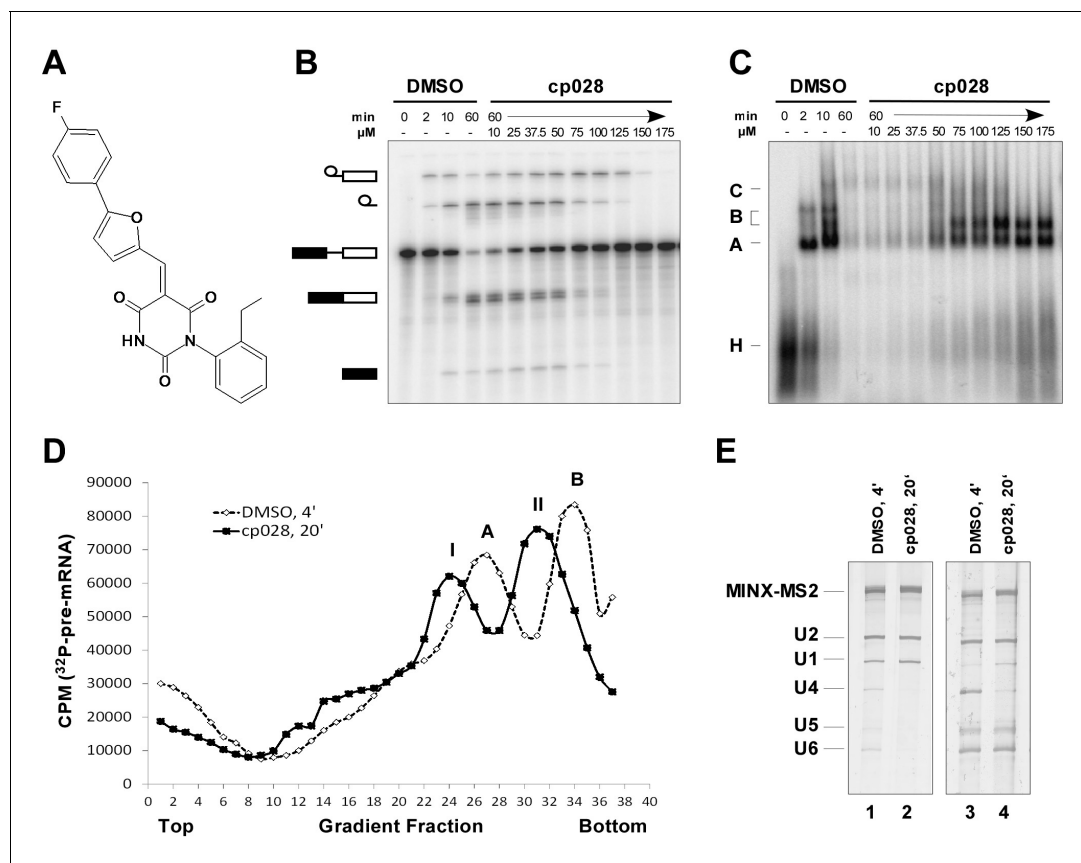 A
F
O
O
O
HN
N
O
B
DMSO
cp028
min 0 2 10 60 60
µM - - - - 10 25 37.5 50 75 100 125 150 175
C
DMSO
cp028
min 0 2 10 60 60
µM - - - - 10 25 37.5 50 75 100 125 150 175
C
B
A
H
D
CPM (32P-pre-mRNA)
90000
80000
70000
60000
50000
40000
30000
20000
10000
0
DMSO, 4'
cp028, 20'
I
A
II
B
0 2 4 6 8 10 12 14 16 18 20 22 24 26 28 30 32 34 36 38 40
Top Gradient Fraction Bottom
E
DMSO, 4'
cp028, 20'
DMSO, 4'
cp028, 20'
MINX-MS2
U2
U1
U4
U5
U6
1 2 3 4